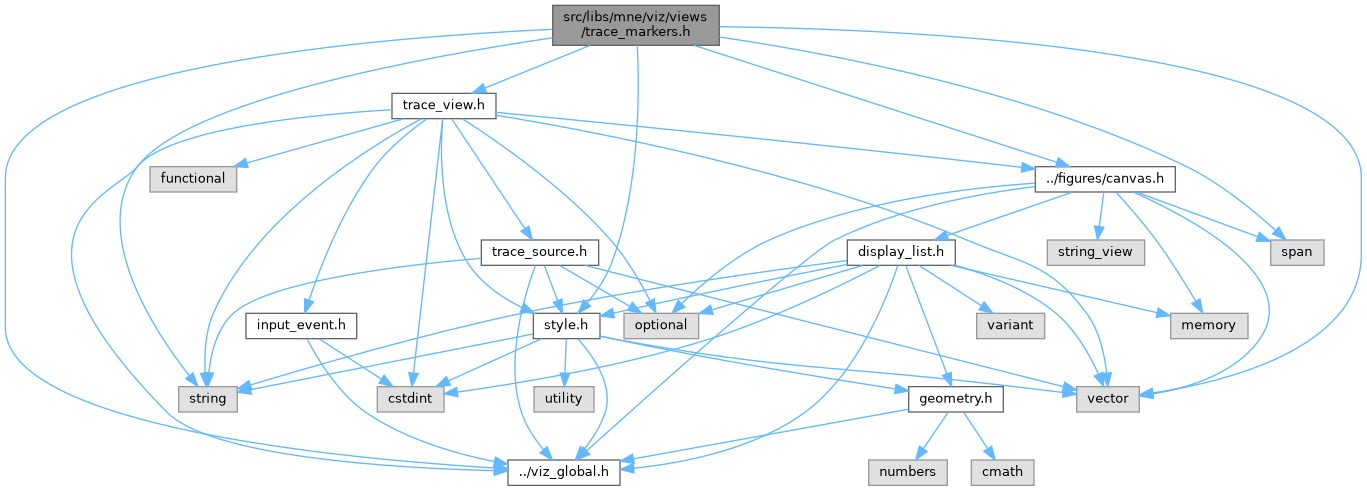 src/libs/mne/viz/views
/trace_markers.h
trace_view.h
functional
../figures/canvas.h
trace_source.h
display_list.h
string_view
span
input_event.h
style.h
optional
variant
memory
string
cstdint
utility
geometry.h
vector
../viz_global.h
numbers
cmath